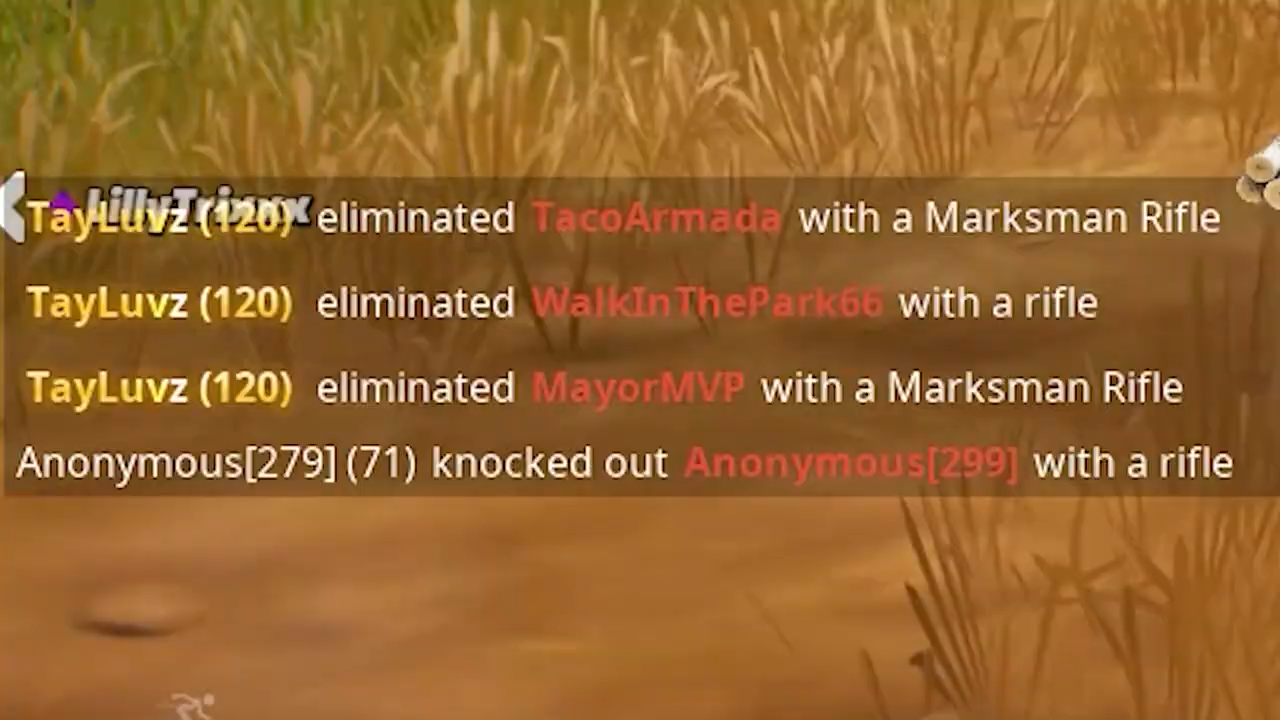 LillyTrixxx
TayLuvz (120) eliminated TacoArmada with a Marksman Rifle
TayLuvz (120) eliminated WalkInThePark66 with a rifle
TayLuvz (120) eliminated MayorMVP with a Marksman Rifle
Anonymous[279] (71) knocked out Anonymous[299] with a rifle